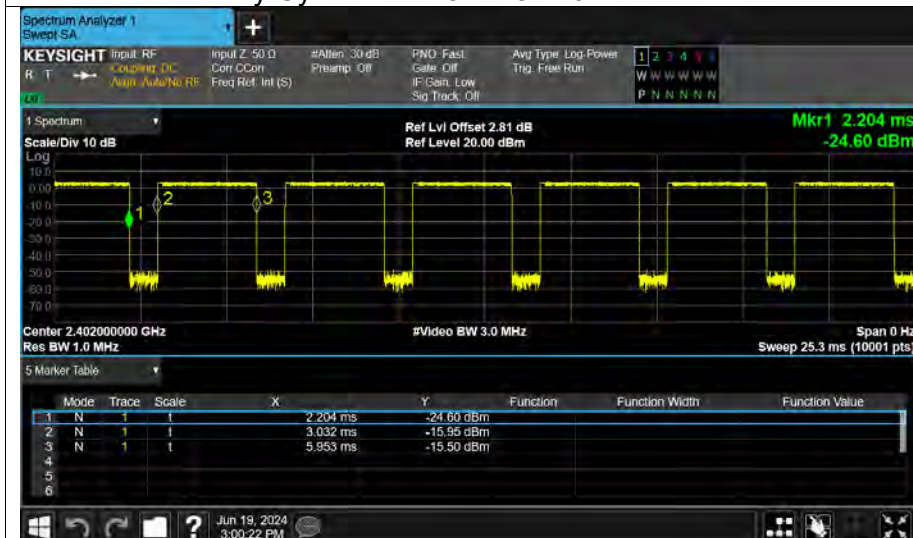 Spectrum Analyzer 1
Swept SA
+
KEYSIGHT Input: RF Input Z: 50 Ω #Atten: 30 dB PNO: Fast Avg Type: Log-Power 1 2 3 4 5 6
R T Coupling: DC Corr CCorr Preamp: Off Gate: Off Trig: Free Run W W W W W W
Align: Auto/No RF Freq Ref: Int (S) IF Gain: Low
Sig Track: Off P N N N N N
1 Spectrum Ref Lvl Offset 2.81 dB Mkr1 2.204 ms
Scale/Div 10 dB Ref Level 20.00 dBm -24.60 dBm
Log
10.0
0.00
-10.0
-20.0
-30.0
-40.0
-50.0
-60.0
-70.0
1 2 3
Center 2.402000000 GHz #Video BW 3.0 MHz Span 0 Hz
Res BW 1.0 MHz Sweep 25.3 ms (10001 pts)
5 Marker Table
Mode Trace Scale X Y Function Function Width Function Value
1 N 1 t 2.204 ms -24.60 dBm
2 N 1 t 3.032 ms -15.95 dBm
3 N 1 t 5.953 ms -15.50 dBm
4
5
6
? Jun 19, 2024
3:00:22 PM